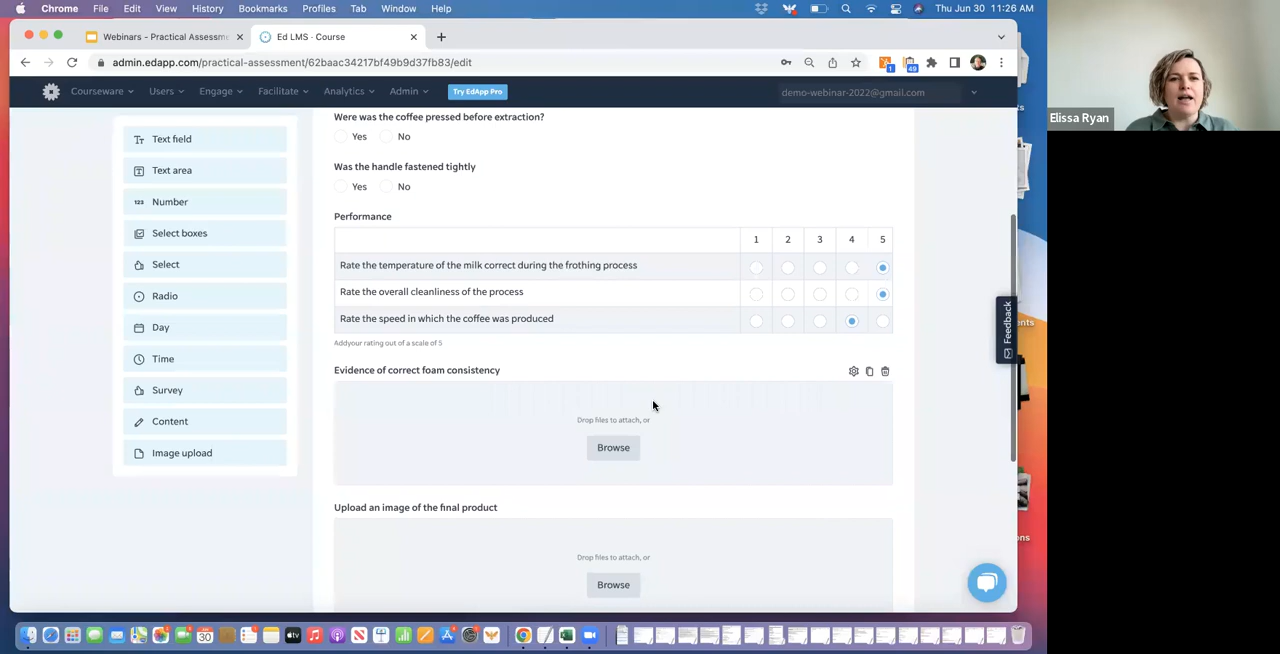 Chrome File Edit View History Bookmarks Profiles Tab Window Help Thu Jun 30 11:26 AM
Webinars - Practical Assessm Ed LMS - Course
admin.edapp.com/practical-assessment/62baac34217bf49b9d37fb83/edit
1 49
Courseware Users Engage Facilitate Analytics Admin Try EdApp Pro demo-webinar-2022@gmail.com
Elissa Ryan
Were was the coffee pressed before extraction?
Yes No
Was the handle fastened tightly
Yes No
Performance
1 2 3 4 5
Rate the temperature of the milk correct during the frothing process
Rate the overall cleanliness of the process
Rate the speed in which the coffee was produced
Addyour rating out of a scale of 5
Evidence of correct foam consistency
Drop files to attach, or
Browse
Upload an image of the final product
Drop files to attach, or
Browse
Text field
Text area
123 Number
Select boxes
Select
Radio
Day
Time
Survey
Content
Image upload
Feedback